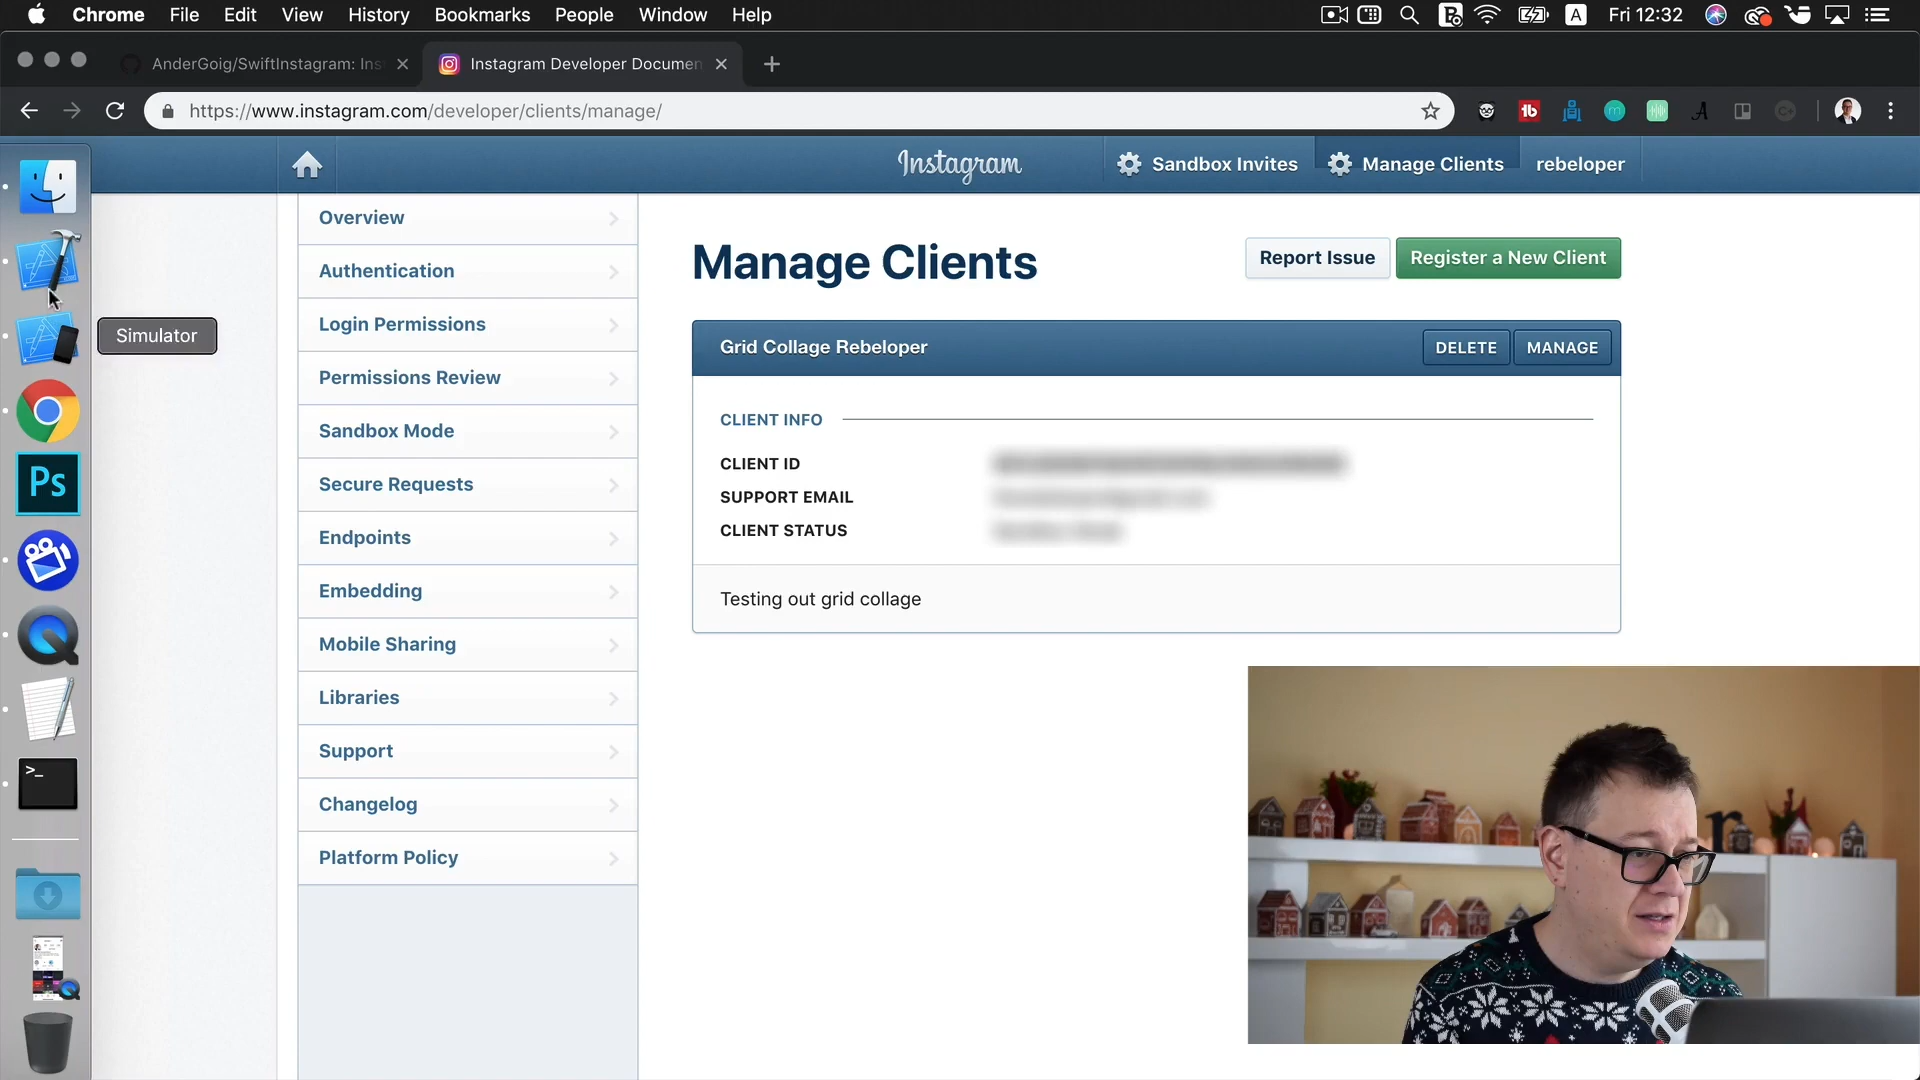 Chrome File Edit View History Bookmarks People Window Help A Fri 12:32
AnderGoig/SwiftInstagram: Ins Instagram Developer Documen
https://www.instagram.com/developer/clients/manage/
Instagram Sandbox Invites Manage Clients rebeloper
Simulator
Ps
>_
Overview
Authentication
Login Permissions
Permissions Review
Sandbox Mode
Secure Requests
Endpoints
Embedding
Mobile Sharing
Libraries
Support
Changelog
Platform Policy
Manage Clients
Report Issue Register a New Client
Grid Collage Rebeloper DELETE MANAGE
CLIENT INFO
CLIENT ID
SUPPORT EMAIL
CLIENT STATUS
Testing out grid collage
r